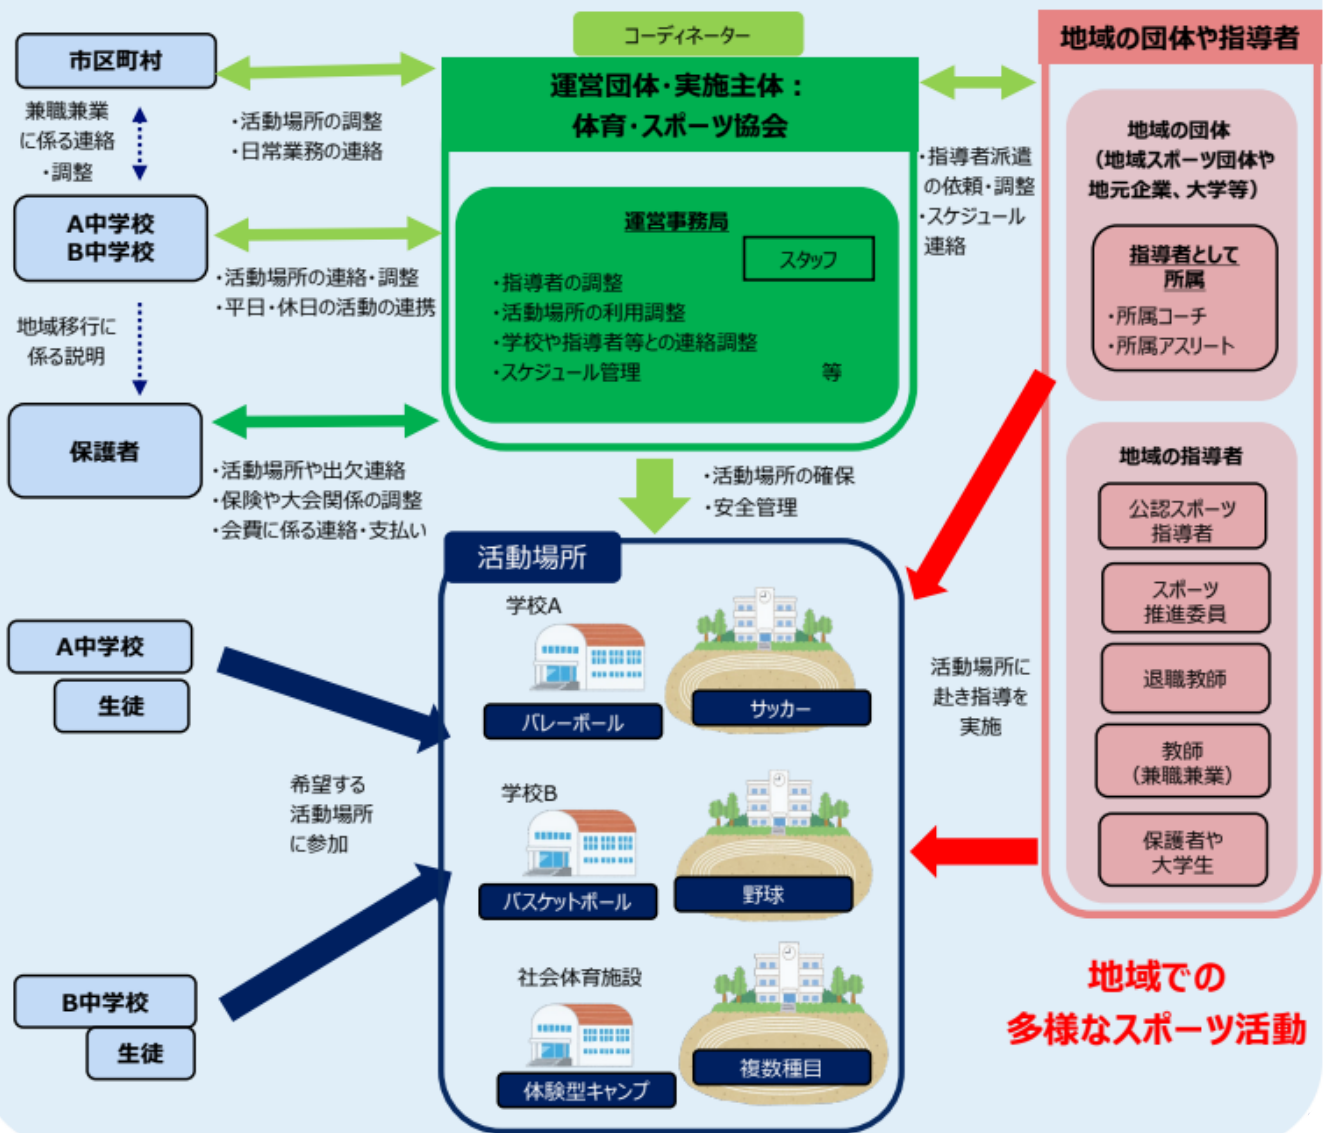 コーディネーター
運営団体・実施主体：
体育・スポーツ協会
運営事務局
スタッフ
・指導者の調整
・活動場所の利用調整
・学校や指導者等との連絡調整
・スケジュール管理　等
市区町村
兼職兼業
に係る連絡
・調整
・活動場所の調整
・日常業務の連絡
A中学校
B中学校
・活動場所の連絡・調整
・平日・休日の活動の連携
地域移行に
係る説明
保護者
・活動場所や出欠連絡
・保険や大会関係の調整
・会費に係る連絡・支払い
・指導者派遣
の依頼・調整
・スケジュール
連絡
地域の団体や指導者
地域の団体
（地域スポーツ団体や
地元企業、大学等）
指導者として
所属
・所属コーチ
・所属アスリート
地域の指導者
公認スポーツ
指導者
スポーツ
推進委員
退職教師
教師
（兼職兼業）
保護者や
大学生
・活動場所の確保
・安全管理
活動場所
学校A
バレーボール
サッカー
学校B
バスケットボール
野球
社会体育施設
体験型キャンプ
複数種目
A中学校
生徒
希望する
活動場所
に参加
B中学校
生徒
活動場所に
赴き指導を
実施
地域での
多様なスポーツ活動